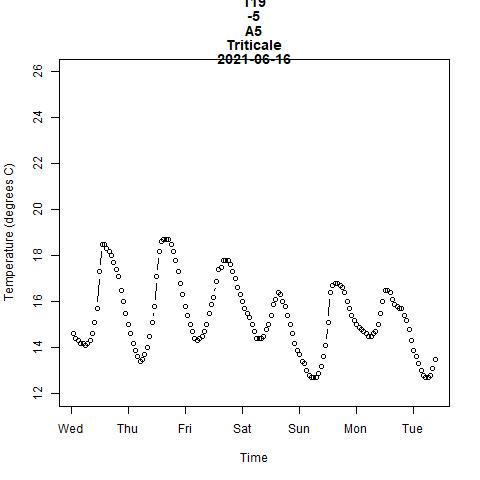 T19
-5
A5
Triticale
2021-06-16
26
24
22
20
18
16
14
12
Temperature (degrees C)
Wed Thu Fri Sat Sun Mon Tue
Time